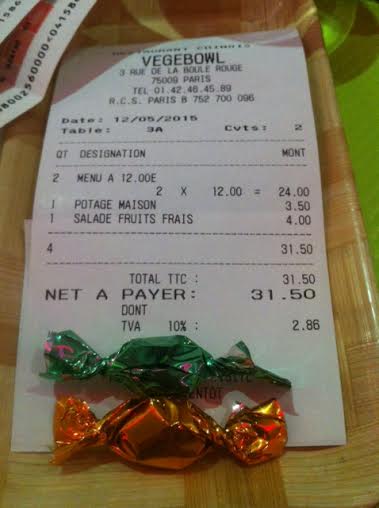 RESTAURANT CHINOIS
VEGEBOWL
3 RUE DE LA BOULE ROUGE
75009 PARIS
TEL 01.42.46.45.89
R.C.S. PARIS B 752 700 096
Date: 12/05/2015
Table: 3A Cvts: 2
QT DESIGNATION MONT
2 MENU A 12.00E
2 X 12.00 = 24.00
1 POTAGE MAISON 3.50
1 SALADE FRUITS FRAIS 4.00
4 31.50
TOTAL TTC : 31.50
NET A PAYER: 31.50
DONT
TVA 10% : 2.86